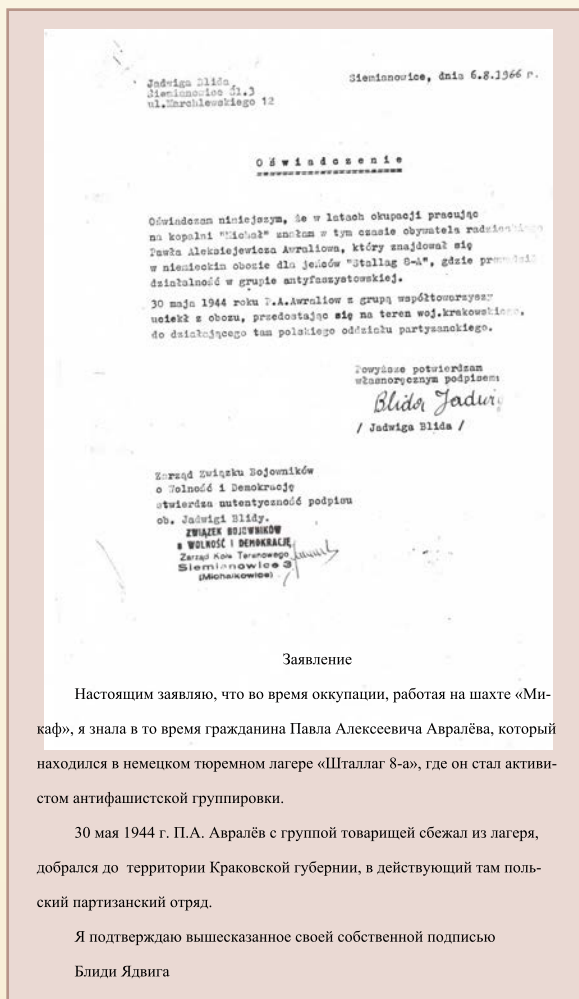 Jadwiga Blida
Siemianowice Śl.3
ul.Marchlewskiego 12
Siemianowice, dnia 6.8.1966 r.
O ś w i a d c z e n i e
Oświadczam niniejszym, że w latach okupacji pracując
na kopalni "Michał" znałam w tym czasie obywatela
Pawła Aleksiejewicza Awraliowa, który znajdował się
w niemieckim obozie dla jeńców "Stallag 8-A", gdzie
działalność w grupie antyfaszystowskiej.
30 maja 1944 roku P.A.Awraliow z grupą współtowarzyszy
uciekł z obozu, przedostając się na teren woj.krakowskiego,
do działającego tam polskiego oddziału partyzanckiego.
Powyższe potwierdzam
własnoręcznym podpisem:
Blida Jadwig
/ Jadwiga Blida /
Zarząd Związku Bojowników
o Wolność i Demokrację
stwierdza autentyczność podpisu
ob. Jadwigi Blidy.
ZWIĄZEK BOJOWNIKÓW
o WOLNOŚĆ I DEMOKRACJĘ
Zarząd Koła Terenowego
Siemianowice 3
(Michałkowice)
Заявление
Настоящим заявляю, что во время оккупации, работая на шахте «Ми-
каф», я знала в то время гражданина Павла Алексеевича Авралёва, который
находился в немецком тюремном лагере «Шталлаг 8-а», где он стал активи-
стом антифашистской группировки.
30 мая 1944 г. П.А. Авралёв с группой товарищей сбежал из лагеря,
добрался до территории Краковской губернии, в действующий там поль-
ский партизанский отряд.
Я подтверждаю вышесказанное своей собственной подписью
Блиди Ядвига